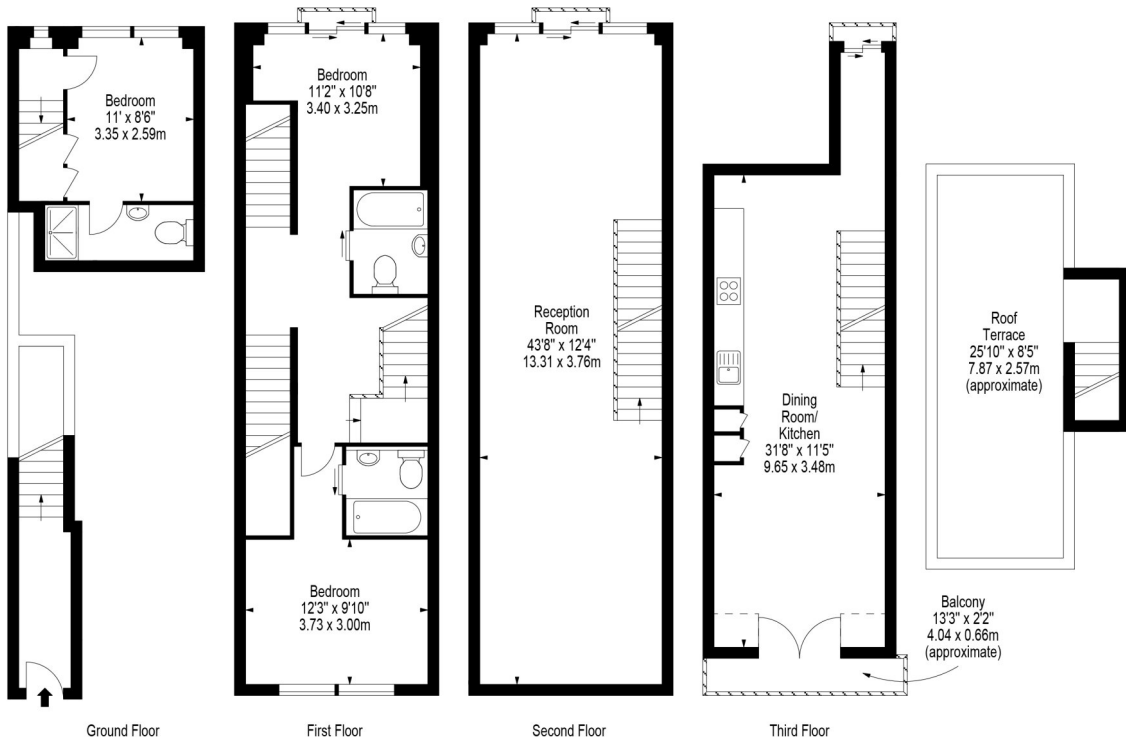 Bedroom
11' x 8'6"
3.35 x 2.59m
Bedroom
11'2" x 10'8"
3.40 x 3.25m
Bedroom
12'3" x 9'10"
3.73 x 3.00m
Reception
Room
43'8" x 12'4"
13.31 x 3.76m
Dining
Room/
Kitchen
31'8" x 11'5"
9.65 x 3.48m
Roof
Terrace
25'10" x 8'5"
7.87 x 2.57m
(approximate)
Balcony
13'3" x 2'2"
4.04 x 0.66m
(approximate)
Ground Floor
First Floor
Second Floor
Third Floor